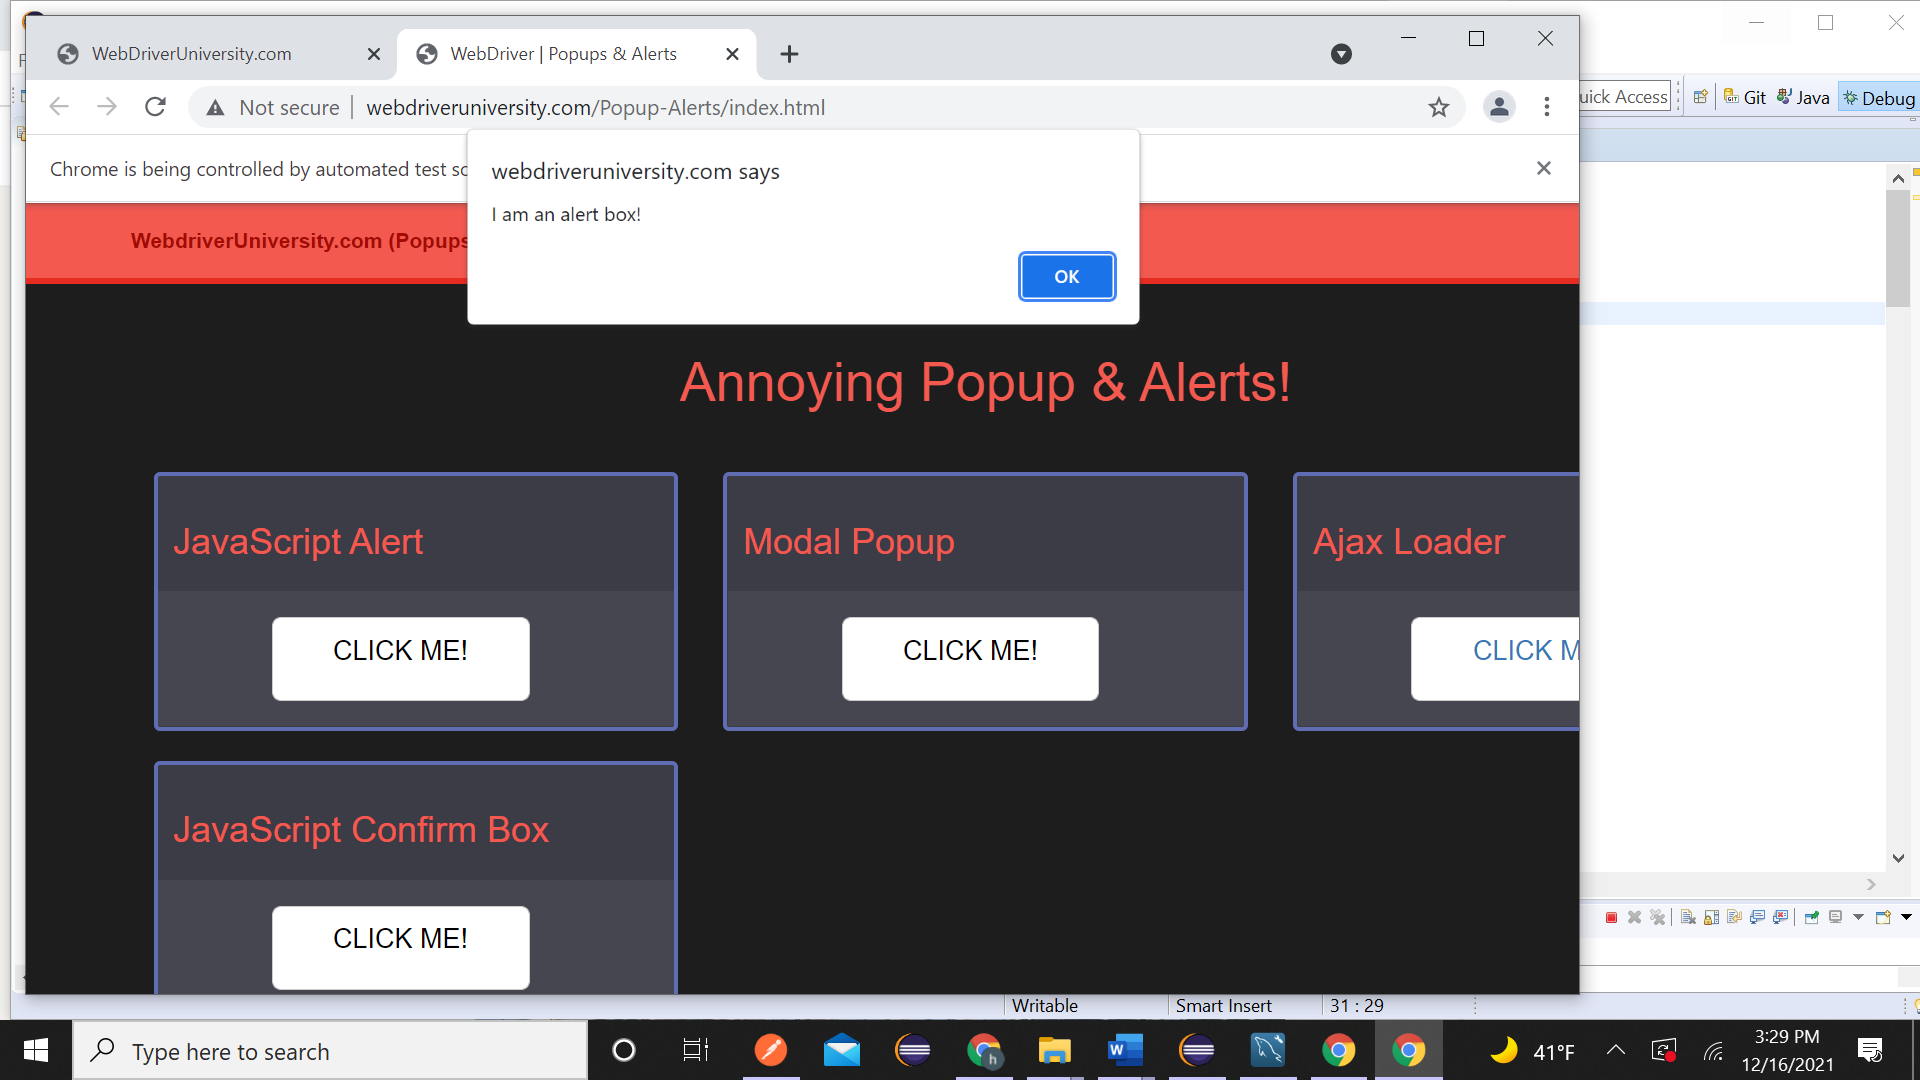 WebDriverUniversity.com
WebDriver | Popups & Alerts
Not secure
webdriveruniversity.com/Popup-Alerts/index.html
uick Access
Git
Java
Debug
Chrome is being controlled by automated test
webdriveruniversity.com says
I am an alert box!
OK
WebdriverUniversity.com (Popups
Annoying Popup & Alerts!
JavaScript Alert
Modal Popup
Ajax Loader
CLICK ME!
CLICK ME!
CLICK M
JavaScript Confirm Box
CLICK ME!
Writable
Smart Insert
31 : 29
Type here to search
41°F
3:29 PM
12/16/2021